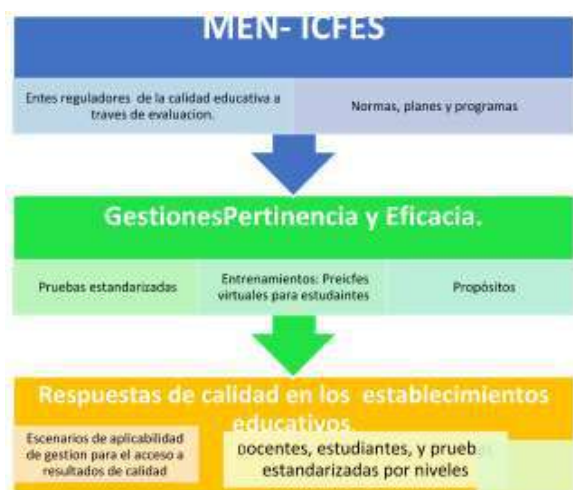 MEN- ICFES
Entes reguladores de la calidad educativa a
traves de evaluacion.
Normas, planes y programas
GestionesPertinencia y Eficacia.
Pruebas estandarizadas
Entrenamientos: Preicfes
virtuales para estudaintes
Propósitos
Respuestas de calidad en los establecimientos
educativos.
Escenarios de aplicabilidad
de gestion para el acceso a
resultados de calidad
Docentes, estudiantes, y
estandarizadas por niveles